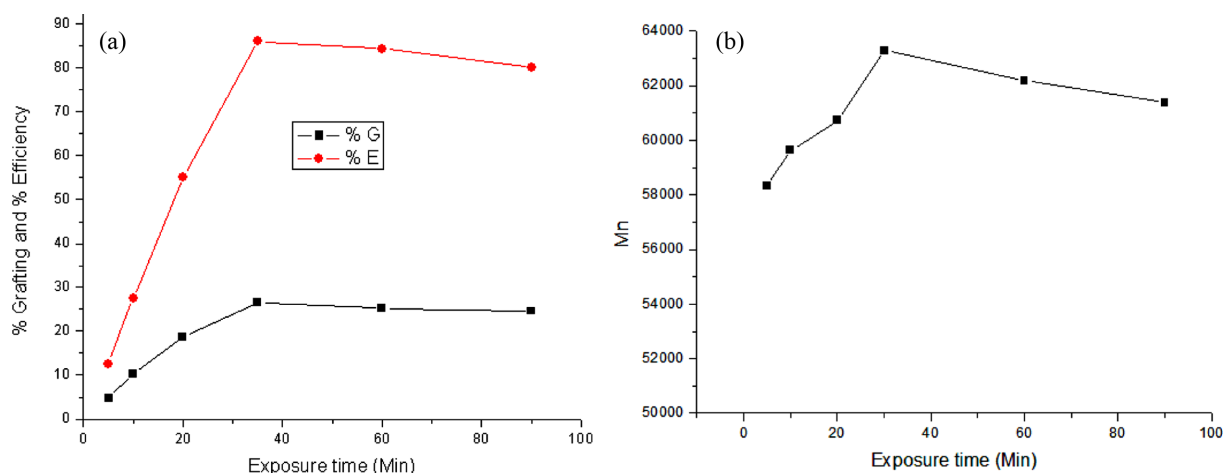 (a)
% Grafting and % Efficiency
90
80
70
60
50
40
30
20
10
0
% G
% E
0 20 40 60 80 100
Exposure time (Min)
(b)
Mn
64000
62000
60000
58000
56000
54000
52000
50000
0 20 40 60 80 100
Exposure time (Min)